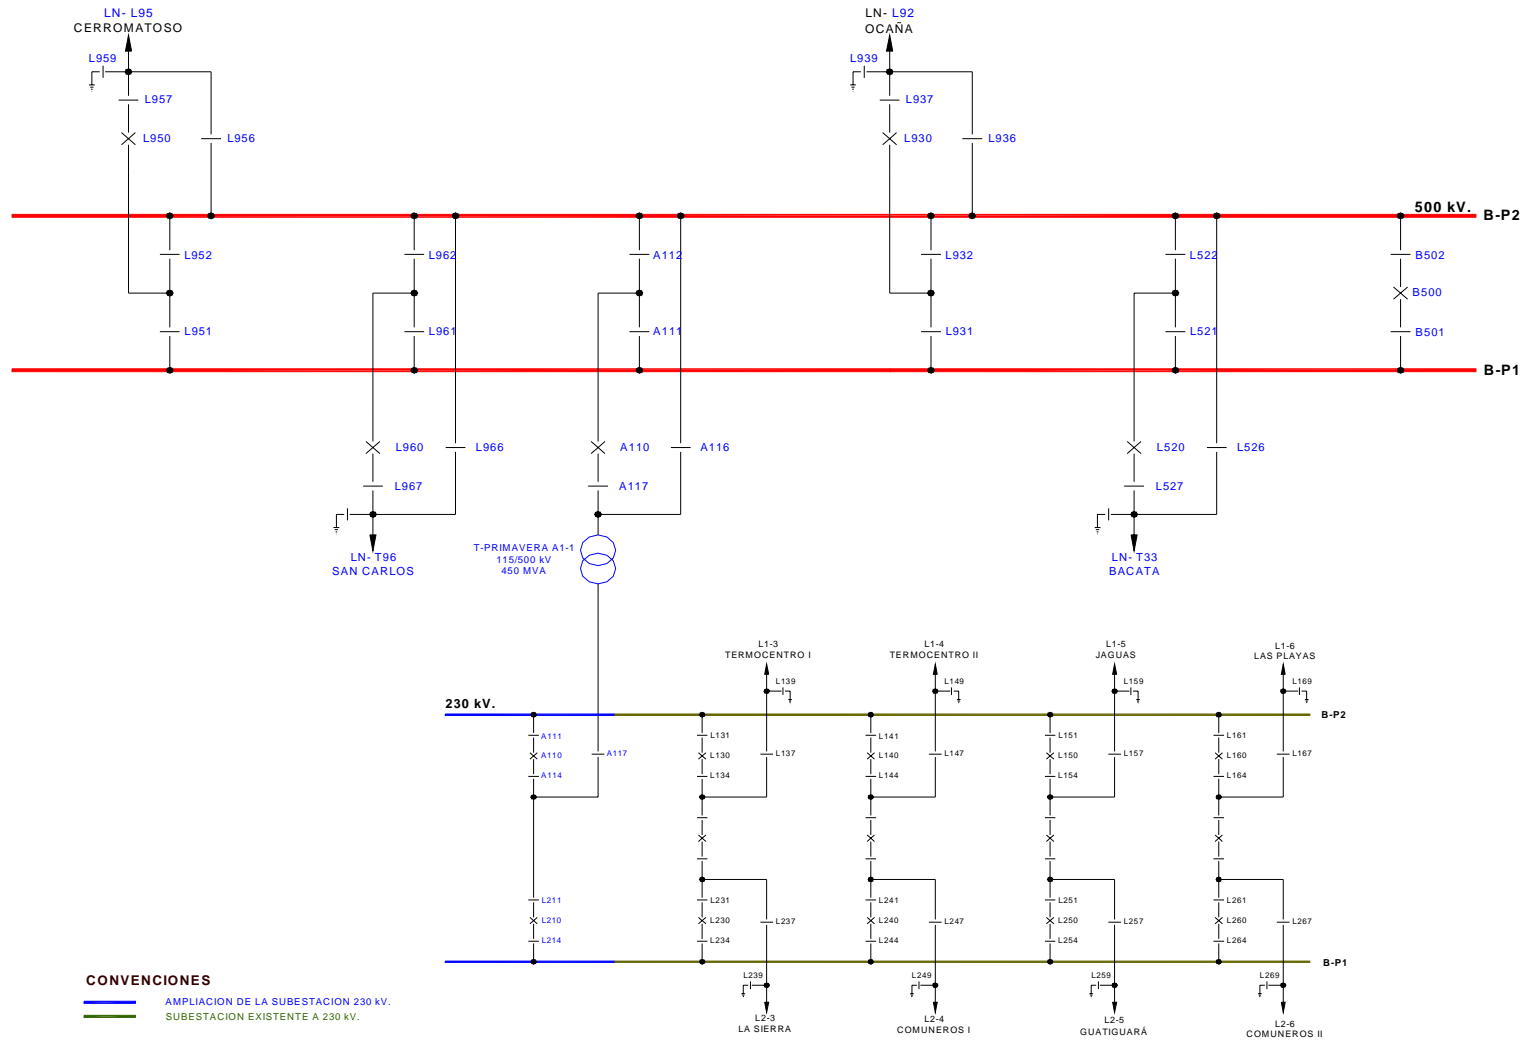 LN- L95
CERROMATOSO
LN- L92
OCAÑA
L959
L939
L957
L937
L950
L956
L930
L936
500 kV.
B-P2
L952
L962
A112
L932
L522
B502
B500
L951
L961
A111
L931
L521
B501
B-P1
L960
L966
A110
A116
L520
L526
L967
A117
L527
LN- T96
SAN CARLOS
T-PRIMAVERA A1-1
115/500 kV
450 MVA
LN- T33
BACATA
L1-3
TERMOCENTRO I
L1-4
TERMOCENTRO II
L1-5
JAGUAS
L1-6
LAS PLAYAS
L139
L149
L159
L169
230 kV.
B-P2
A111
L131
L141
L151
L161
A110
A117
L130
L137
L140
L147
L150
L157
L160
L167
A114
L134
L144
L154
L164
L211
L231
L241
L251
L261
L210
L230
L237
L240
L247
L250
L257
L260
L267
L214
L234
L244
L254
L264
B-P1
L239
L249
L259
L269
L2-3
LA SIERRA
L2-4
COMUNEROS I
L2-5
GUATIGUARÁ
L2-6
COMUNEROS II
CONVENCIONES
AMPLIACION DE LA SUBESTACION 230 kV.
SUBESTACION EXISTENTE A 230 kV.